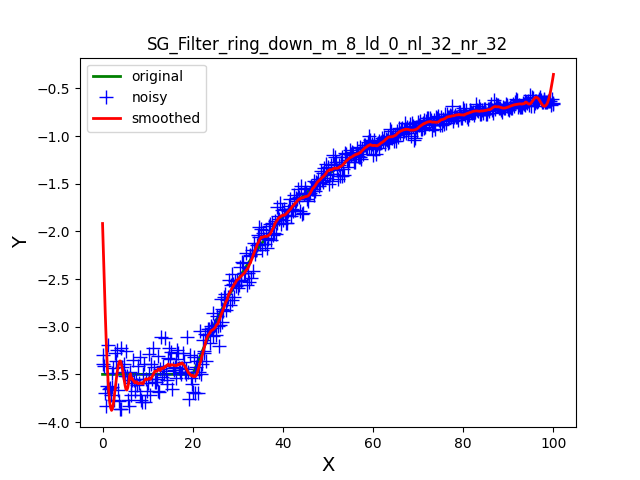 SG_Filter_ring_down_m_8_ld_0_nl_32_nr_32
original
noisy
smoothed
−0.5
−1.0
−1.5
−2.0
−2.5
−3.0
−3.5
−4.0
Y
0
20
40
60
80
100
X